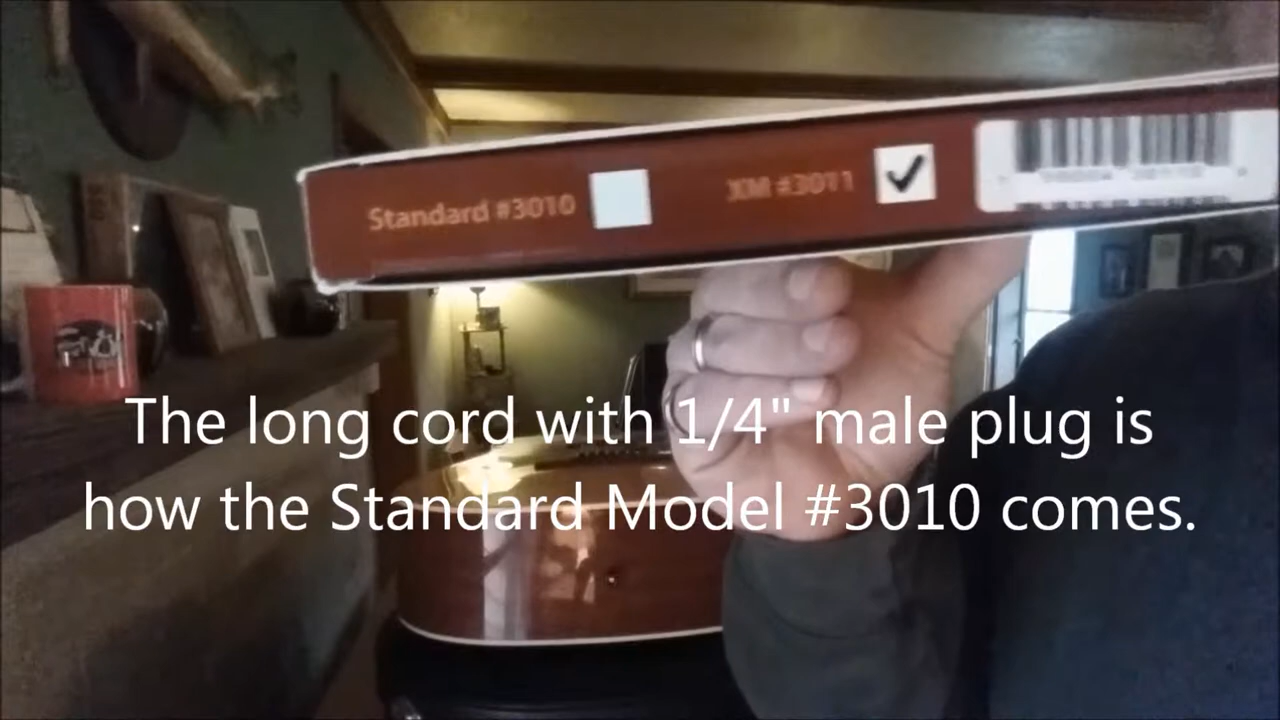 Standard #3010
XM #3011
The long cord with 1/4" male plug is
how the Standard Model #3010 comes.